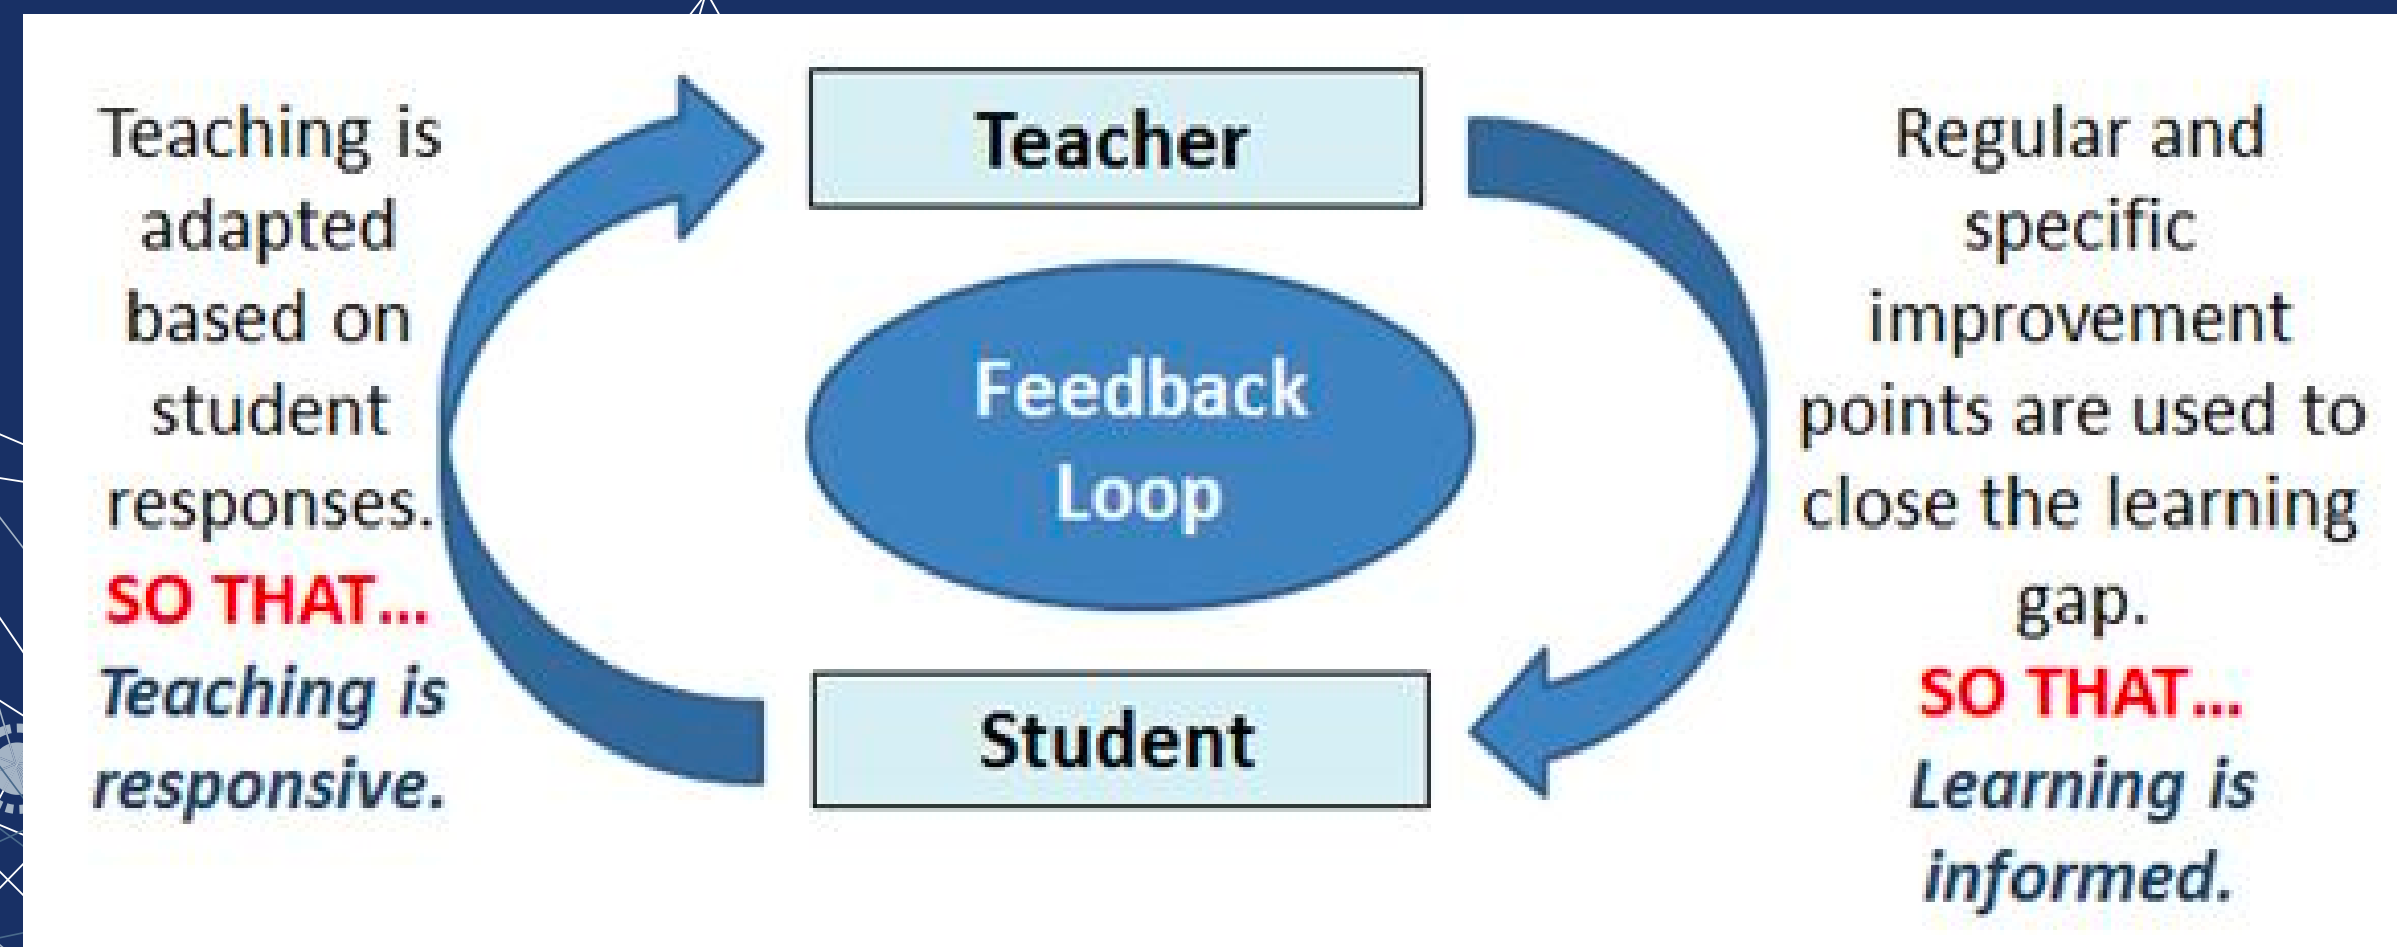 Teaching is
adapted
based on
student
responses.
SO THAT...
Teaching is
responsive.
Teacher
Feedback
Loop
Student
Regular and
specific
improvement
points are used to
close the learning
gap.
SO THAT...
Learning is
informed.